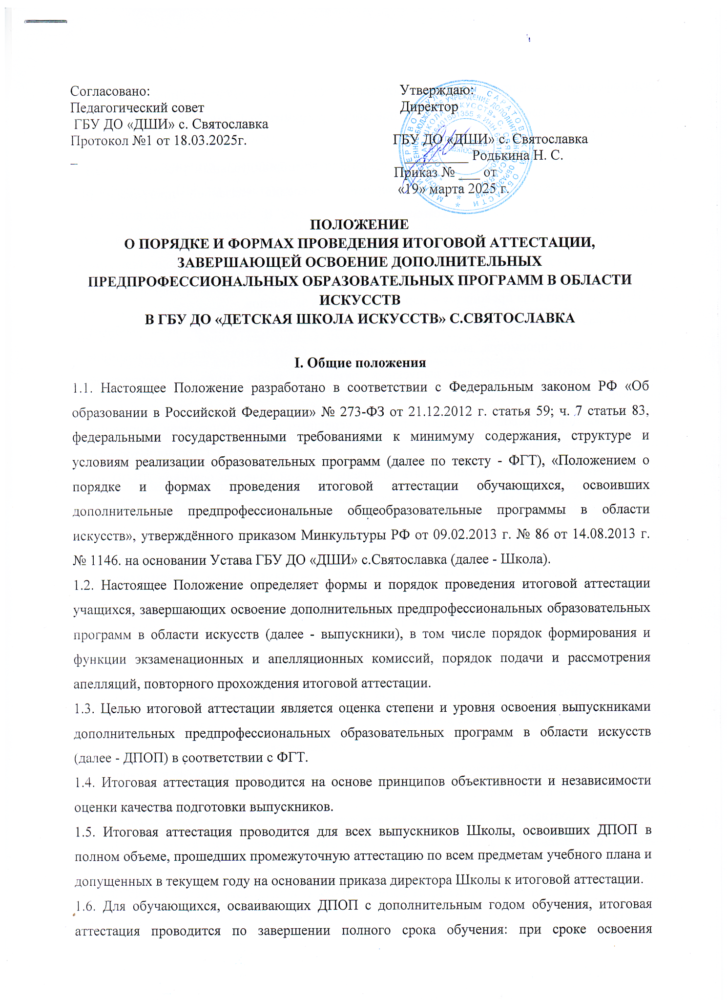 Согласовано:
Педагогический совет
ГБУ ДО «ДШИ» с. Святославка
Протокол №1 от 18.03.2025г.
Утверждаю:
Директор
ГБУ ДО «ДШИ» с. Святославка
_________ Родькина Н. С.
Приказ № ___ от
«19» марта 2025 г.
ПОЛОЖЕНИЕ
О ПОРЯДКЕ И ФОРМАХ ПРОВЕДЕНИЯ ИТОГОВОЙ АТТЕСТАЦИИ,
ЗАВЕРШАЮЩЕЙ ОСВОЕНИЕ ДОПОЛНИТЕЛЬНЫХ
ПРЕДПРОФЕССИОНАЛЬНЫХ ОБРАЗОВАТЕЛЬНЫХ ПРОГРАММ В ОБЛАСТИ
ИСКУССТВ
В ГБУ ДО «ДЕТСКАЯ ШКОЛА ИСКУССТВ» С.СВЯТОСЛАВКА
I. Общие положения
1.1. Настоящее Положение разработано в соответствии с Федеральным законом РФ «Об
образовании в Российской Федерации» № 273-ФЗ от 21.12.2012 г. статья 59; ч. 7 статьи 83,
федеральными государственными требованиями к минимуму содержания, структуре и
условиям реализации образовательных программ (далее по тексту - ФГТ), «Положением о
порядке и формах проведения итоговой аттестации обучающихся, освоивших
дополнительные предпрофессиональные общеобразовательные программы в области
искусств», утверждённого приказом Минкультуры РФ от 09.02.2013 г. № 86 от 14.08.2013 г.
№ 1146. на основании Устава ГБУ ДО «ДШИ» с.Святославка (далее - Школа).
1.2. Настоящее Положение определяет формы и порядок проведения итоговой аттестации
учащихся, завершающих освоение дополнительных предпрофессиональных образовательных
программ в области искусств (далее - выпускники), в том числе порядок формирования и
функции экзаменационных и апелляционных комиссий, порядок подачи и рассмотрения
апелляций, повторного прохождения итоговой аттестации.
1.3. Целью итоговой аттестации является оценка степени и уровня освоения выпускниками
дополнительных предпрофессиональных образовательных программ в области искусств
(далее - ДПОП) в соответствии с ФГТ.
1.4. Итоговая аттестация проводится на основе принципов объективности и независимости
оценки качества подготовки выпускников.
1.5. Итоговая аттестация проводится для всех выпускников Школы, освоивших ДПОП в
полном объеме, прошедших промежуточную аттестацию по всем предметам учебного плана и
допущенных в текущем году на основании приказа директора Школы к итоговой аттестации.
1.6. Для обучающихся, осваивающих ДПОП с дополнительным годом обучения, итоговая
аттестация проводится по завершении полного срока обучения: при сроке освоения